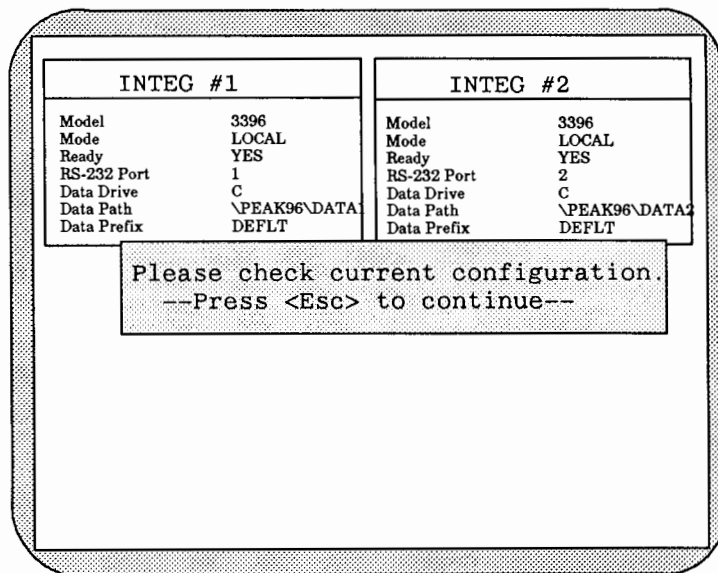 INTEG #1
Model 3396
Mode LOCAL
Ready YES
RS-232 Port 1
Data Drive C
Data Path \PEAK96\DATA1
Data Prefix DEFLT
INTEG #2
Model 3396
Mode LOCAL
Ready YES
RS-232 Port 2
Data Drive C
Data Path \PEAK96\DATA2
Data Prefix DEFLT
Please check current configuration.
--Press <Esc> to continue--